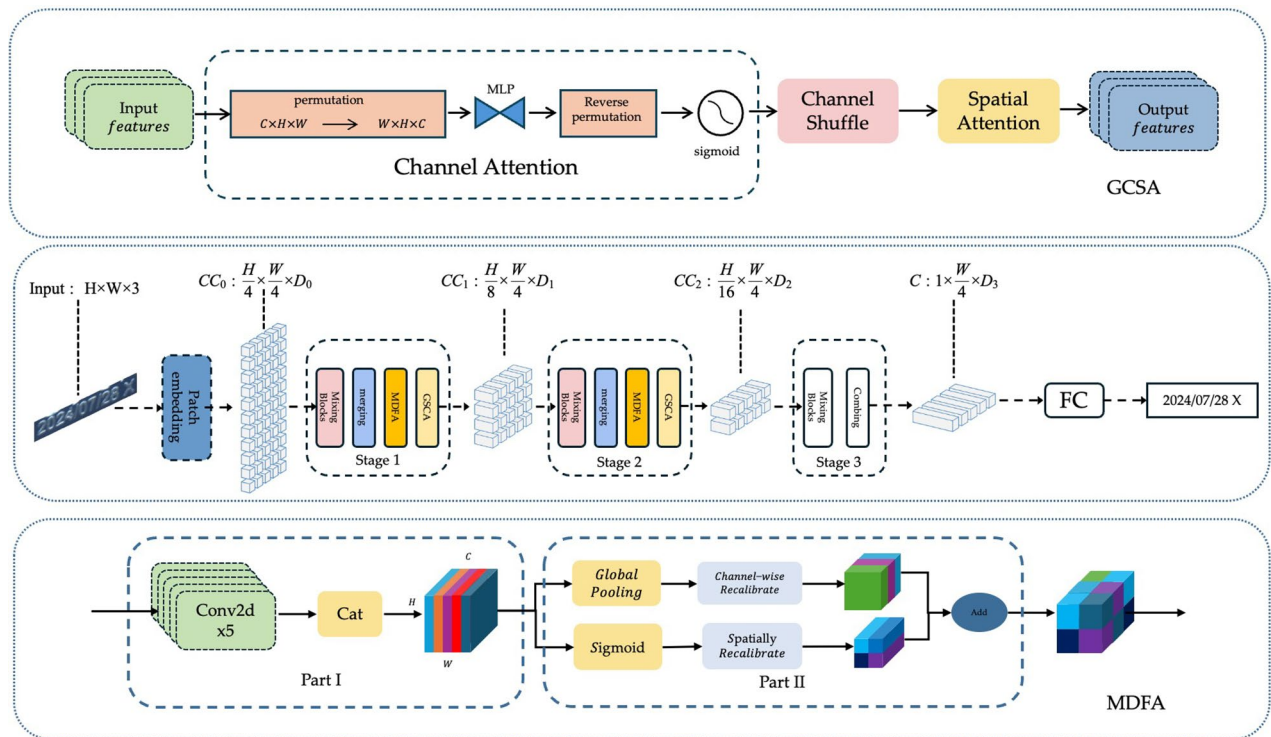 Input
features
permutation
C×H×W → W×H×C
MLP
Reverse
permutation
sigmoid
Channel Attention
Channel
Shuffle
Spatial
Attention
Output
features
GCSA
Input : H×W×3
CC₀ : H/4 × W/4 × D₀
CC₁ : H/8 × W/4 × D₁
CC₂ : H/16 × W/4 × D₂
C : 1 × W/4 × D₃
2024/07/28 X
Patch
embedding
Mixing
Blocks
merging
MDFA
GSCA
Stage 1
Mixing
Blocks
merging
MDFA
GSCA
Stage 2
Mixing
Blocks
Combing
Stage 3
FC
2024/07/28 X
Conv2d
x5
Cat
C
H
W
Part I
Global
Pooling
Channel-wise
Recalibrate
Sigmoid
Spatially
Recalibrate
Add
Part II
MDFA